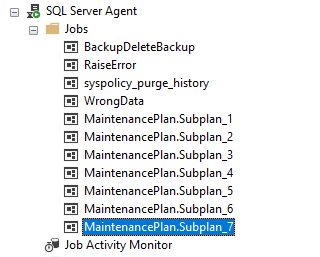 SQL Server Agent
Jobs
BackupDeleteBackup
RaiseError
syspolicy_purge_history
WrongData
MaintenancePlan.Subplan_1
MaintenancePlan.Subplan_2
MaintenancePlan.Subplan_3
MaintenancePlan.Subplan_4
MaintenancePlan.Subplan_5
MaintenancePlan.Subplan_6
MaintenancePlan.Subplan_7
Job Activity Monitor